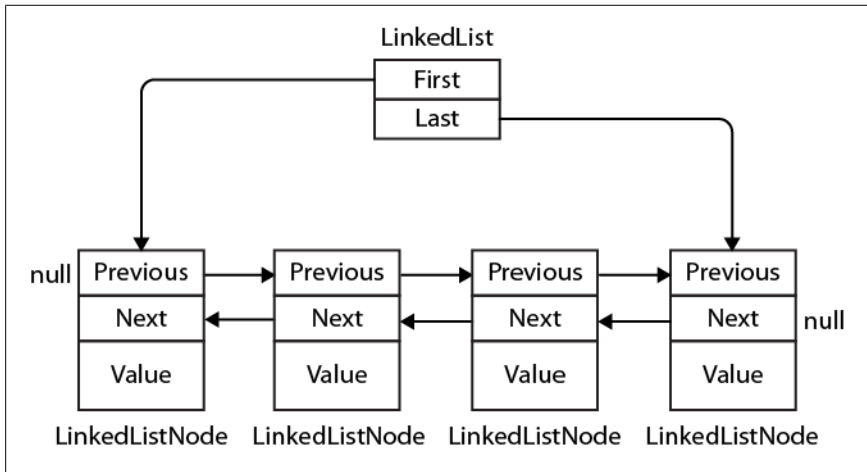 LinkedList
First
Last
null Previous Previous Previous Previous
Next Next Next Next null
Value Value Value Value
LinkedListNode LinkedListNode LinkedListNode LinkedListNode